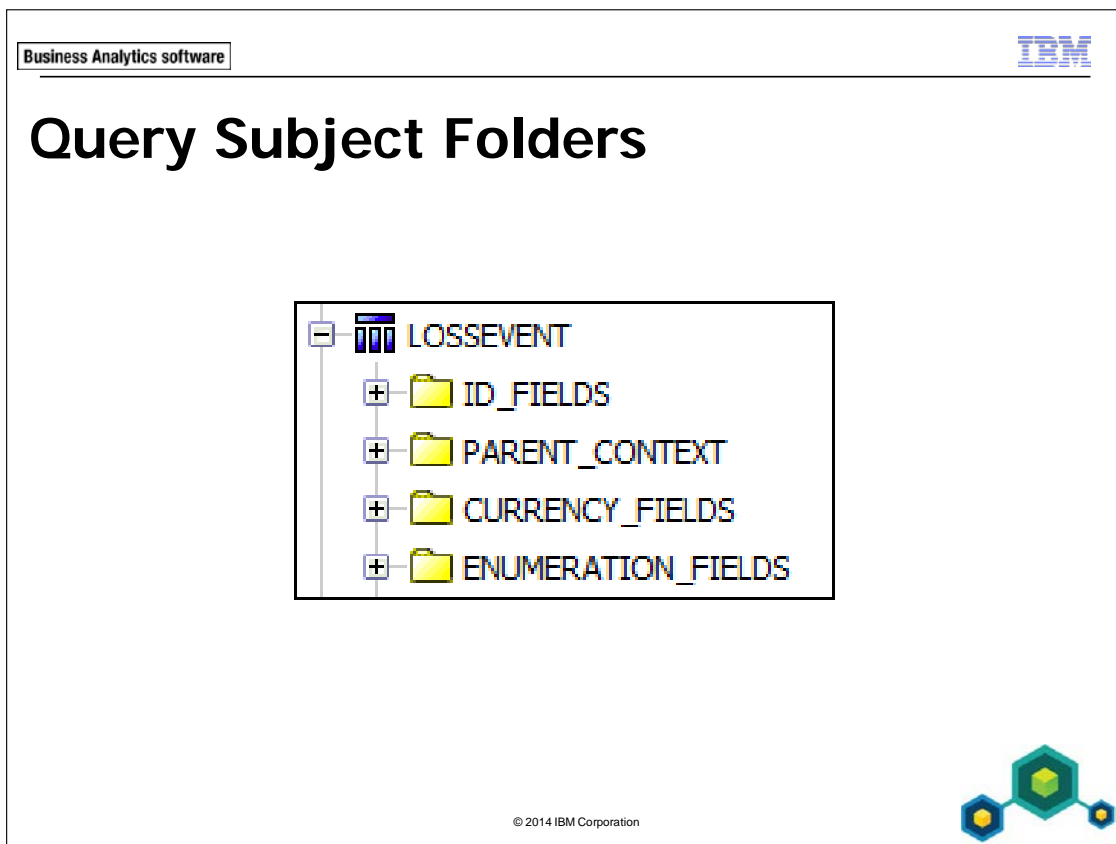 Business Analytics software
IBM
Query Subject Folders
LOSSEVENT
ID_FIELDS
PARENT_CONTEXT
CURRENCY_FIELDS
ENUMERATION_FIELDS
© 2014 IBM Corporation